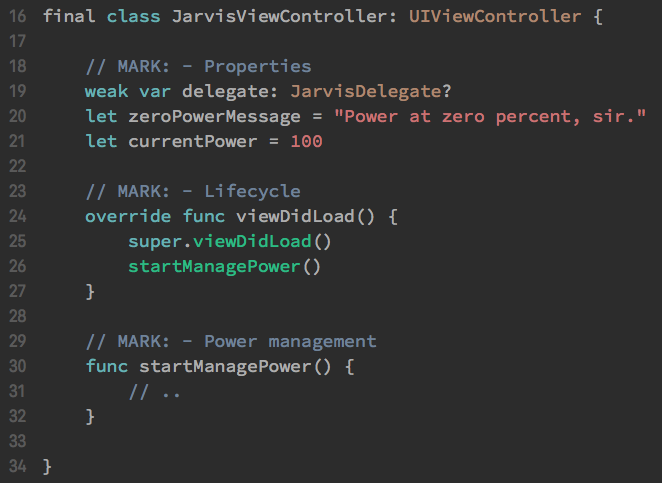 16 final class JarvisViewController: UIViewController {
17
18     // MARK: - Properties
19     weak var delegate: JarvisDelegate?
20     let zeroPowerMessage = "Power at zero percent, sir."
21     let currentPower = 100
22
23     // MARK: - Lifecycle
24     override func viewDidLoad() {
25         super.viewDidLoad()
26         startManagePower()
27     }
28
29     // MARK: - Power management
30     func startManagePower() {
31         // ..
32     }
33
34 }